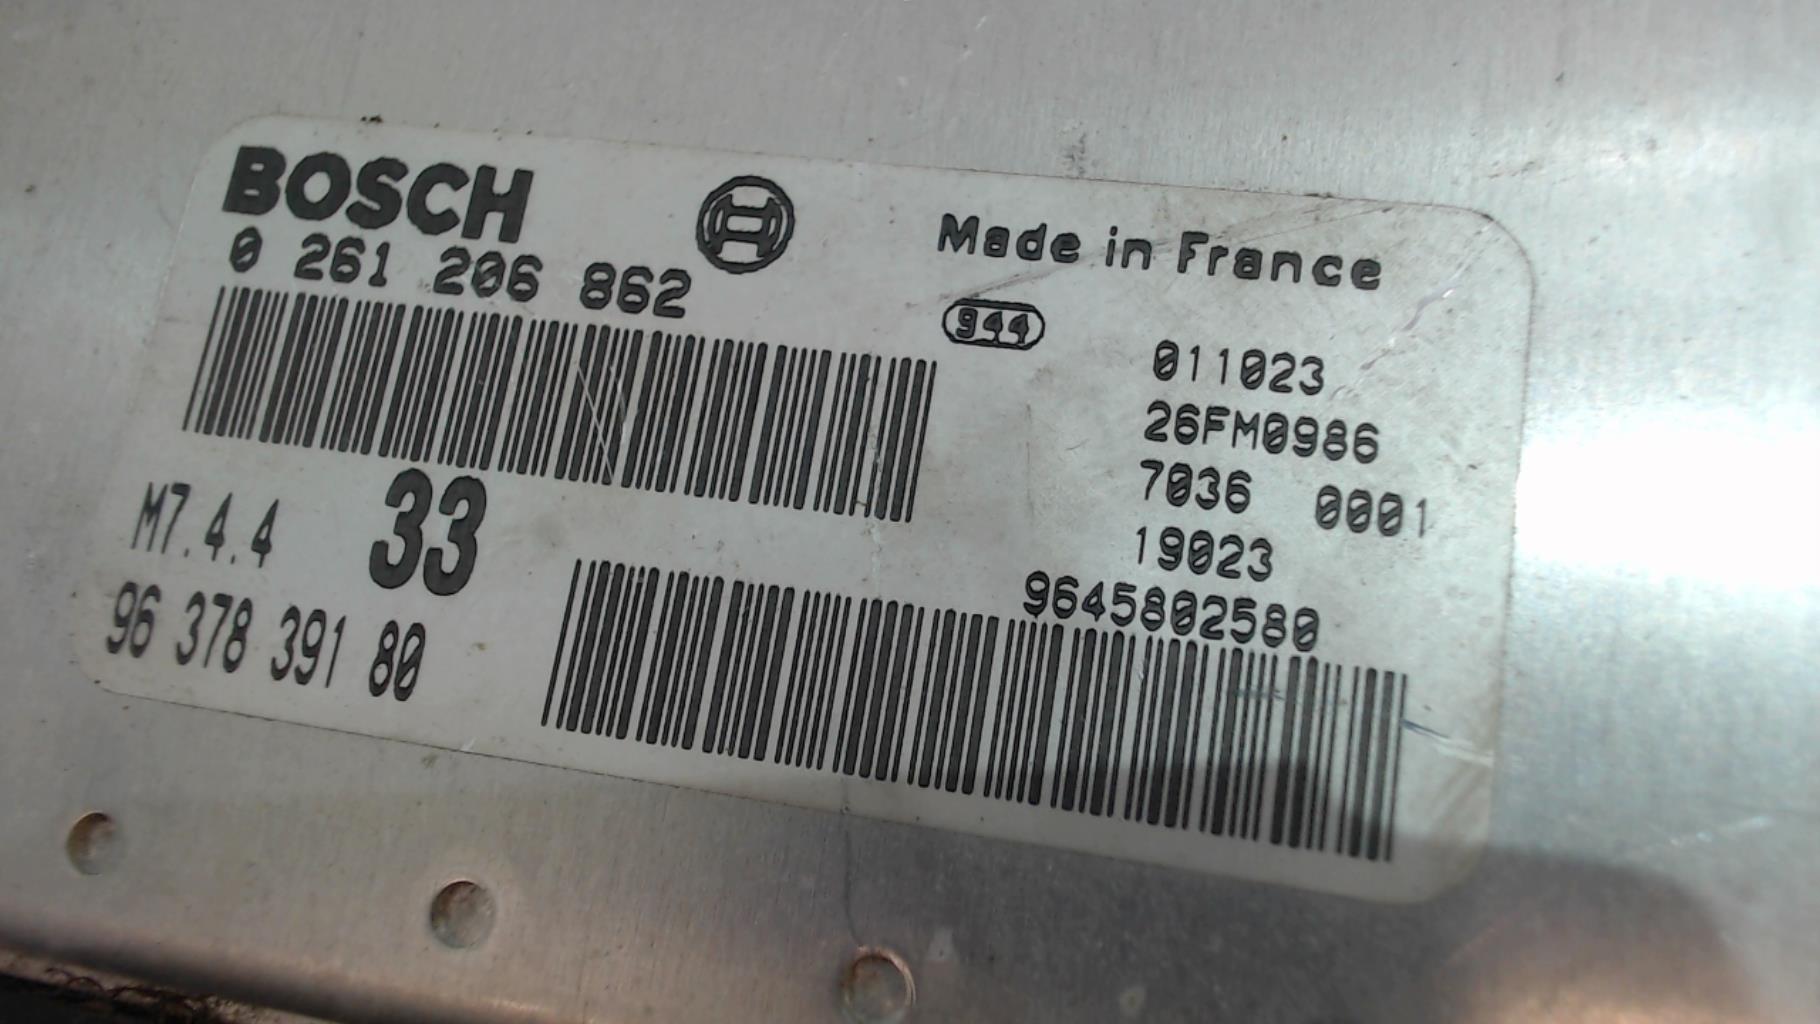 BOSCH
0 261 206 862
Made in France
944
011023
26FM0986
7036 0001
19023
M7.4.4 33
9645802580
96 378 391 80